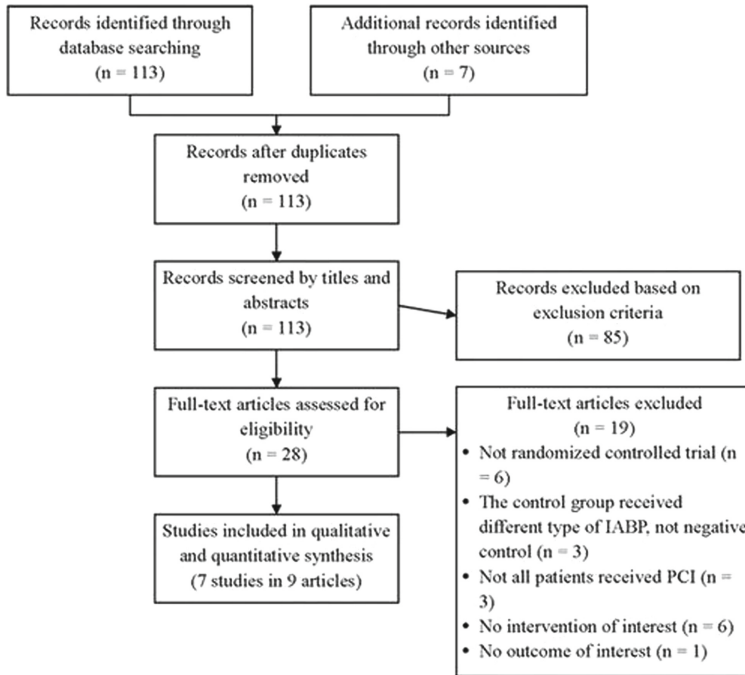 Records identified through
database searching
(n = 113)
Additional records identified
through other sources
(n = 7)
Records after duplicates
removed
(n = 113)
Records screened by titles and
abstracts
(n = 113)
Records excluded based on
exclusion criteria
(n = 85)
Full-text articles assessed for
eligibility
(n = 28)
Full-text articles excluded
(n = 19)
• Not randomized controlled trial (n
= 6)
• The control group received
different type of IABP, not negative
control (n = 3)
• Not all patients received PCI (n =
3)
• No intervention of interest (n = 6)
• No outcome of interest (n = 1)
Studies included in qualitative
and quantitative synthesis
(7 studies in 9 articles)